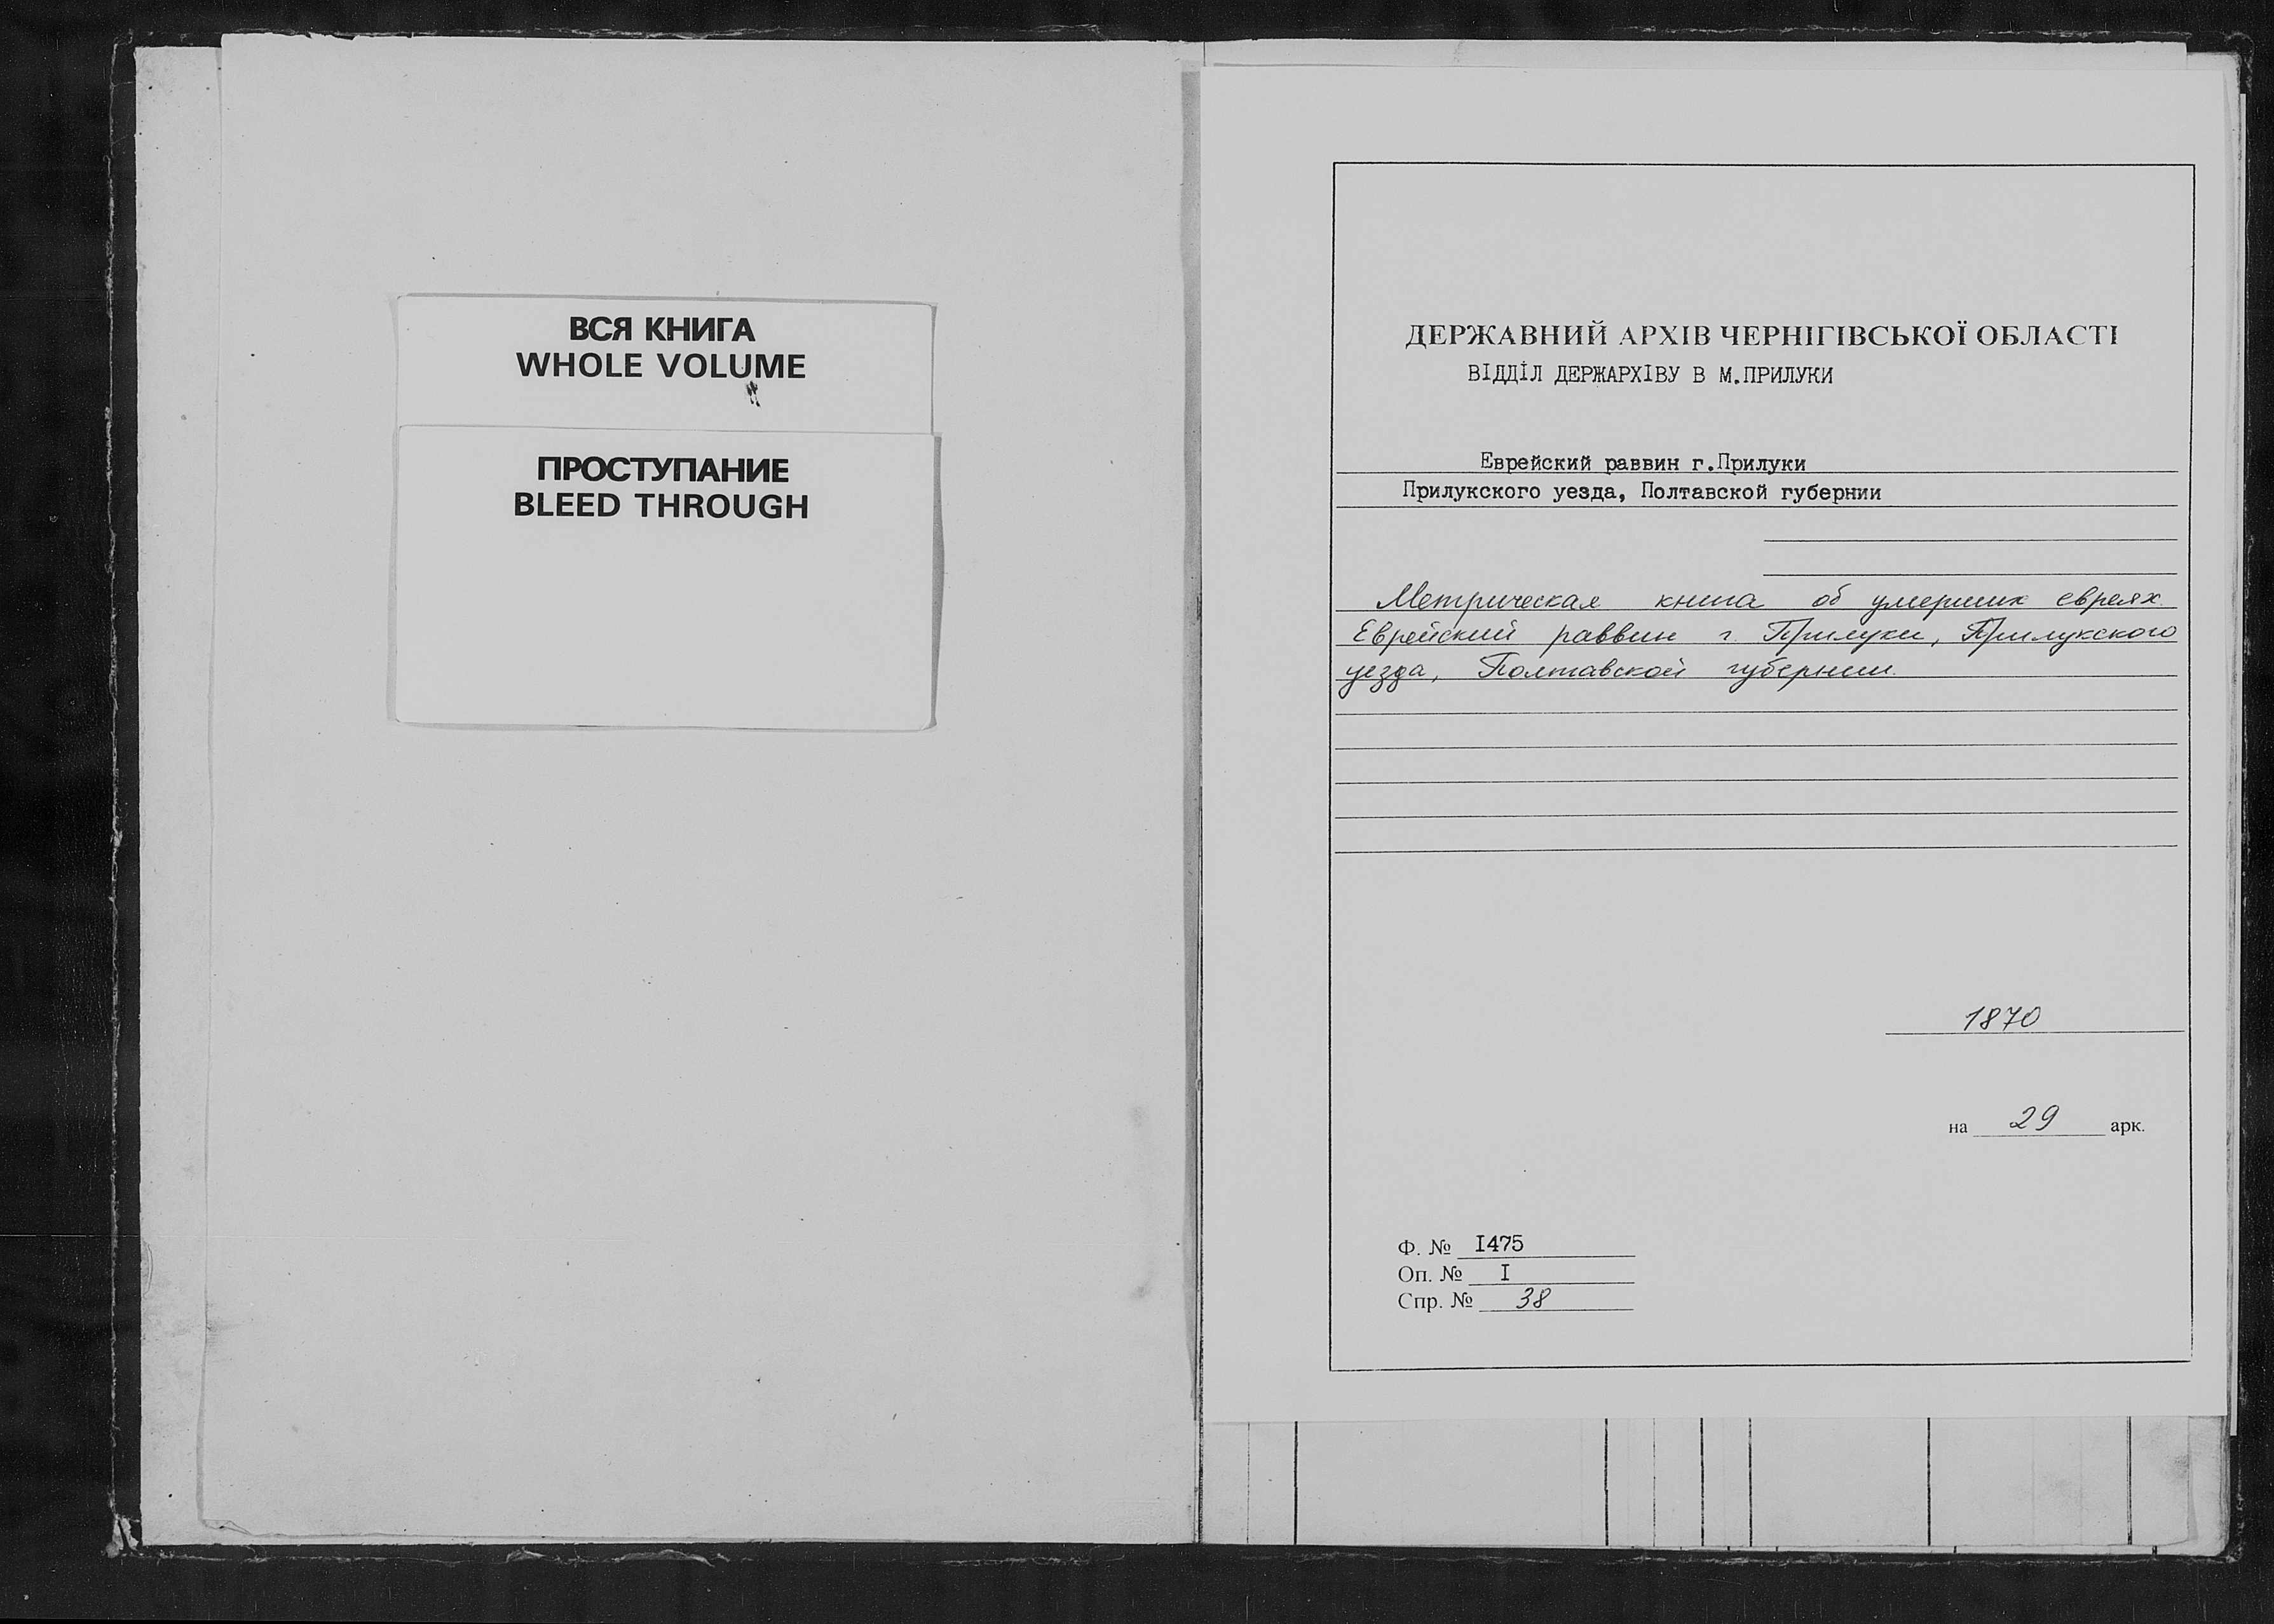 ВСЯ КНИГА
WHOLE VOLUME
ПРОСТУПАНИЕ
BLEED THROUGH
ДЕРЖАВНИЙ АРХІВ ЧЕРНІГІВСЬКОЇ ОБЛАСТІ
ВІДДІЛ ДЕРЖАРХІВУ В М.ПРИЛУКИ
Еврейский раввин г.Прилуки
Прилукского уезда, Полтавской губернии
Метрическая книга об умерших евреях.
Еврейский раввин г. Прилуки, Прилукского
уезда, Полтавской губернии.
1870
на 29 арк.
Ф. № I475
Оп. № I
Спр. № 38